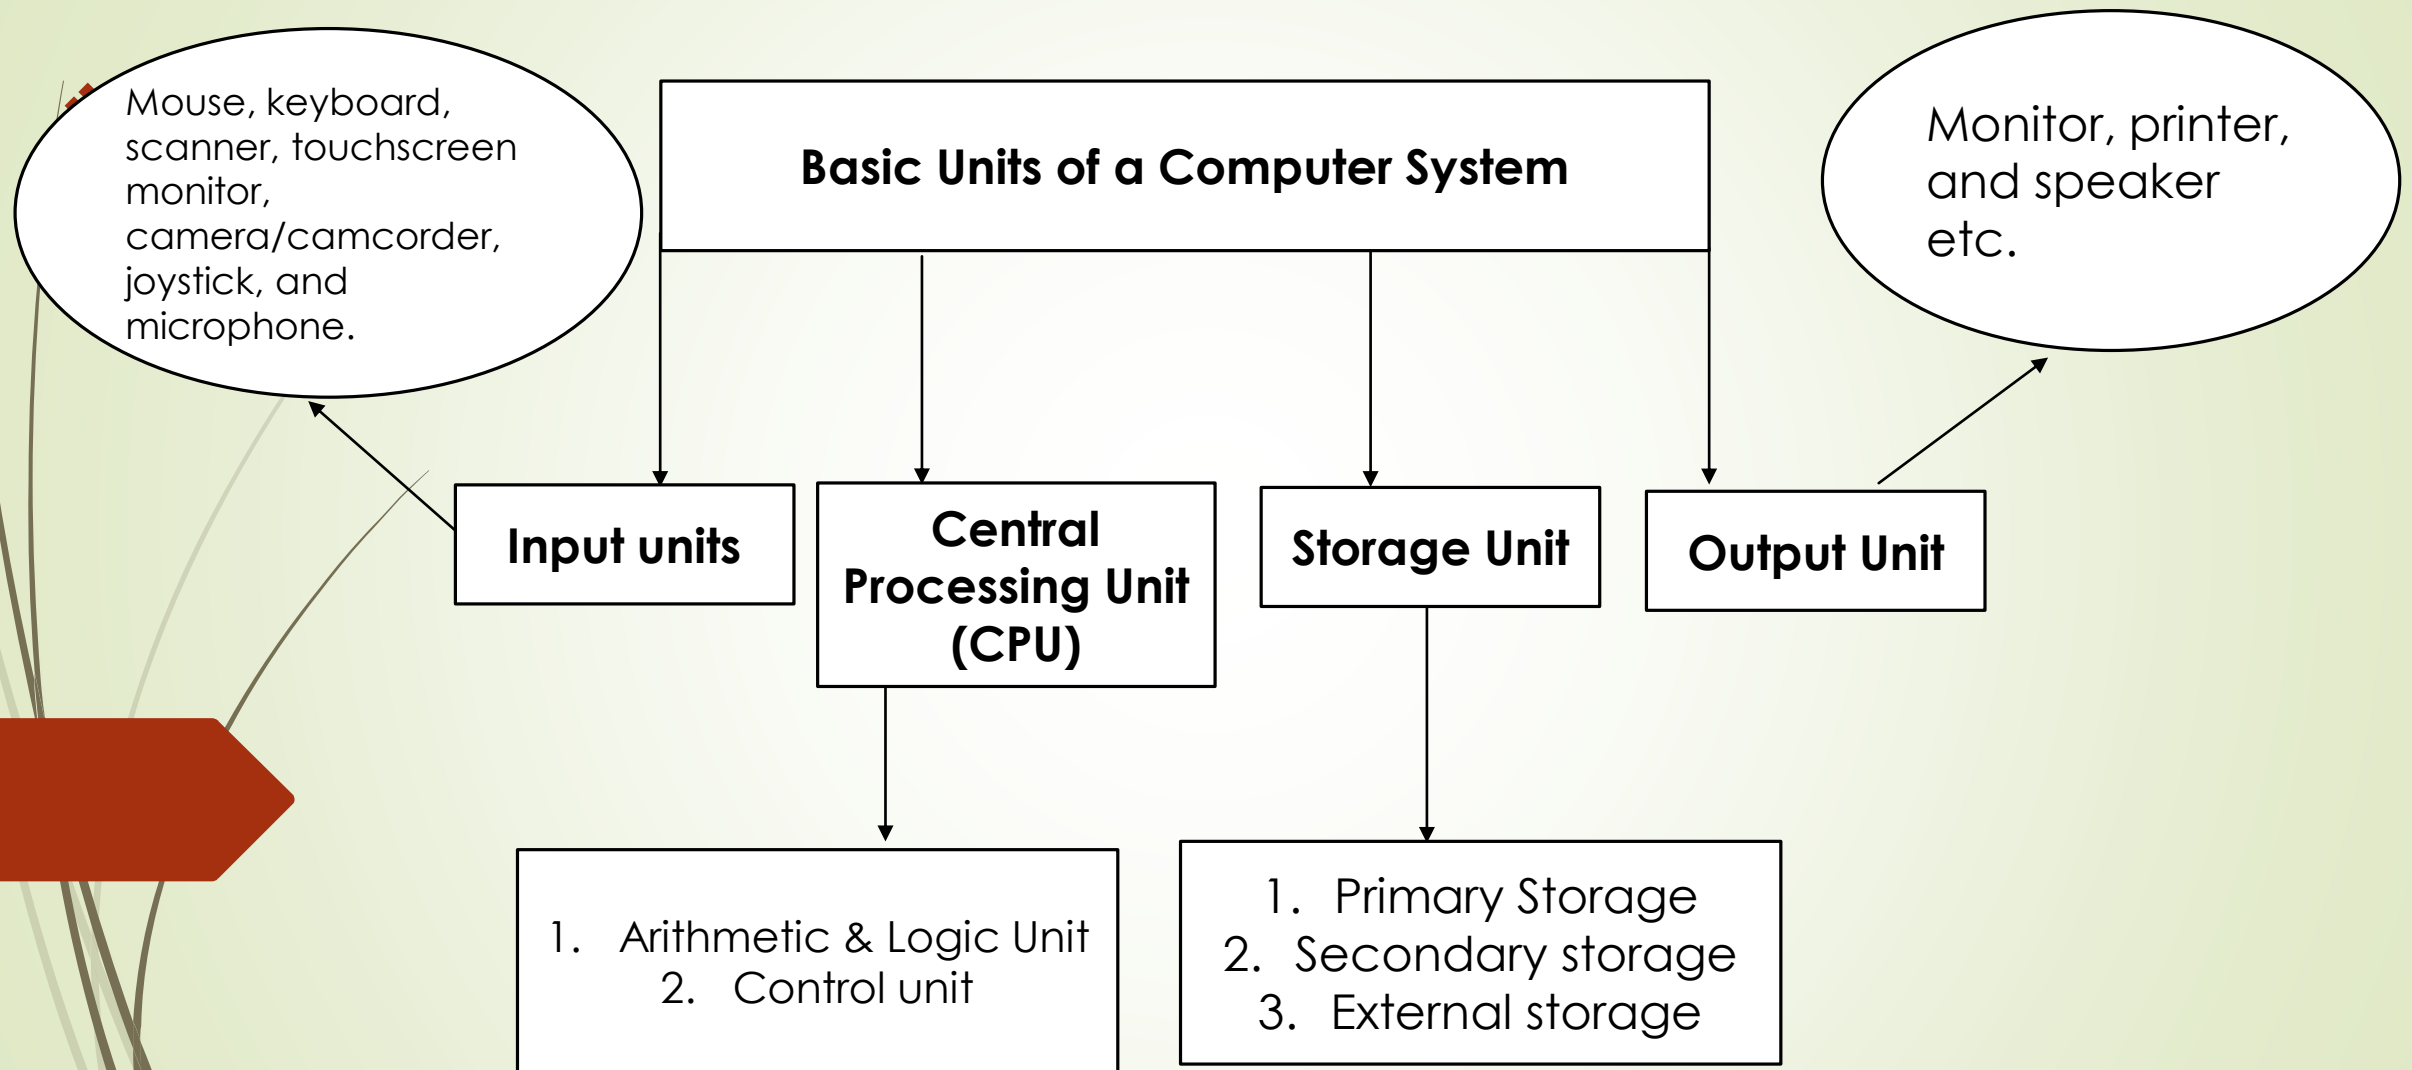 Mouse, keyboard,
scanner, touchscreen
monitor,
camera/camcorder,
joystick, and
microphone.
Basic Units of a Computer System
Monitor, printer,
and speaker
etc.
Input units
Central
Processing Unit
(CPU)
Storage Unit
Output Unit
1. Arithmetic & Logic Unit
2. Control unit
1. Primary Storage
2. Secondary storage
3. External storage